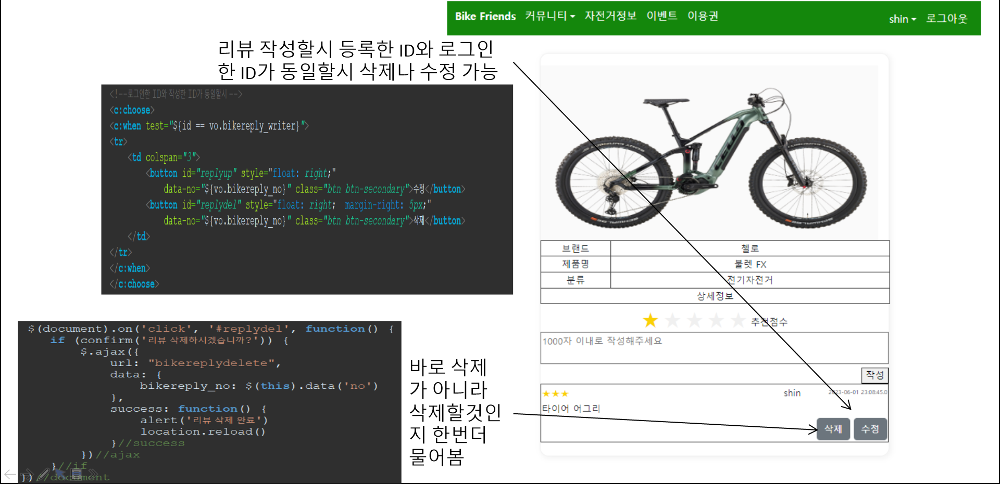 Bike Friends 커뮤니티 자전거정보 이벤트 이용권 shin 로그아웃
리뷰 작성할시 등록한 ID와 로그인
한 ID가 동일할시 삭제나 수정 가능
<!--로그인한 ID와 작성한 ID가 동일할시 -->
<c:choose>
<c:when test="${id == vo.bikereply_writer}">
<tr>
<td colspan="3">
<button id="replyup" style="float: right;"
data-no="${vo.bikereply_no}" class="btn btn-secondary">수정</button>
<button id="replydel" style="float: right; margin-right: 5px;"
data-no="${vo.bikereply_no}" class="btn btn-secondary">삭제</button>
</td>
</tr>
</c:when>
</c:choose>
$(document).on('click', '#replydel', function() {
if (confirm('리뷰 삭제하시겠습니까?')) {
$.ajax({
url: "bikereplydelete",
data: {
bikereply_no: $(this).data('no')
},
success: function() {
alert('리뷰 삭제 완료')
location.reload()
}//success
})//ajax
}//if
})//document
바로 삭제
가 아니라
삭제할것인
지 한번더
물어봄
브랜드 첼로
제품명 불렛 FX
분류 전기자전거
상세정보
추천점수
1000자 이내로 작성해주세요
작성
shin 2023-06-01 23:08:45.0
타이어 어그리
삭제 수정